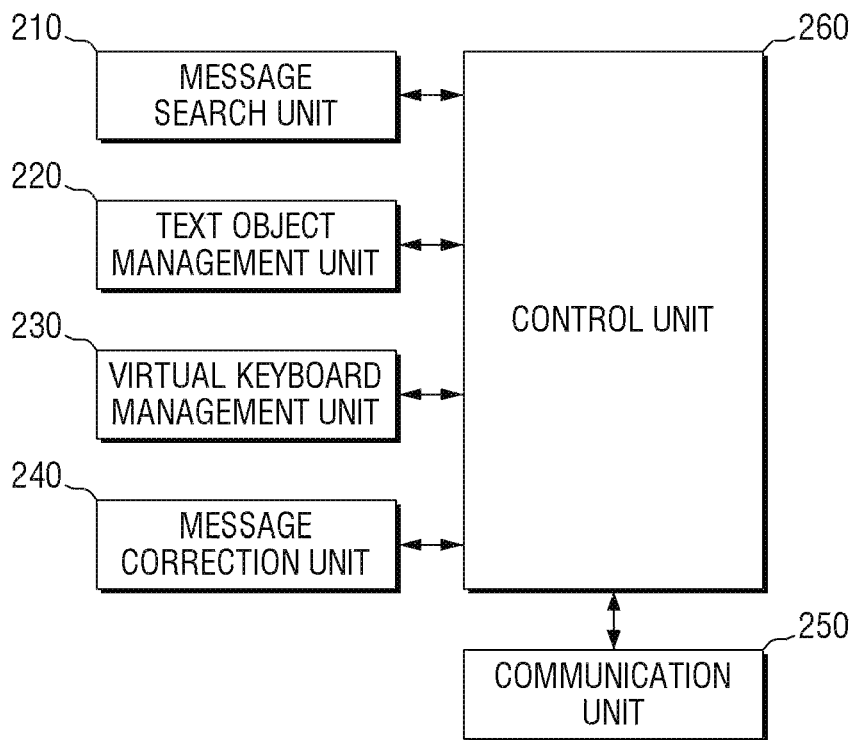 210
MESSAGE
SEARCH UNIT
220
TEXT OBJECT
MANAGEMENT UNIT
230
VIRTUAL KEYBOARD
MANAGEMENT UNIT
240
MESSAGE
CORRECTION UNIT
260
CONTROL UNIT
250
COMMUNICATION
UNIT